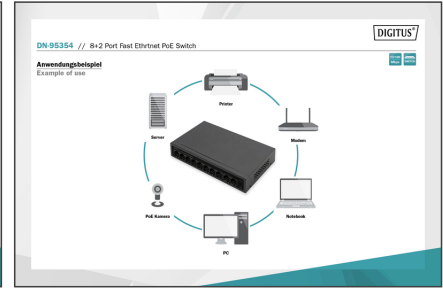 DIGITUS®
DN-95354 // 8+2 Port Fast Ethrtnet PoE Switch
Anwendungsbeispiel
Example of use
Printer
Server
Modem
PoE Kamera
Notebook
PC